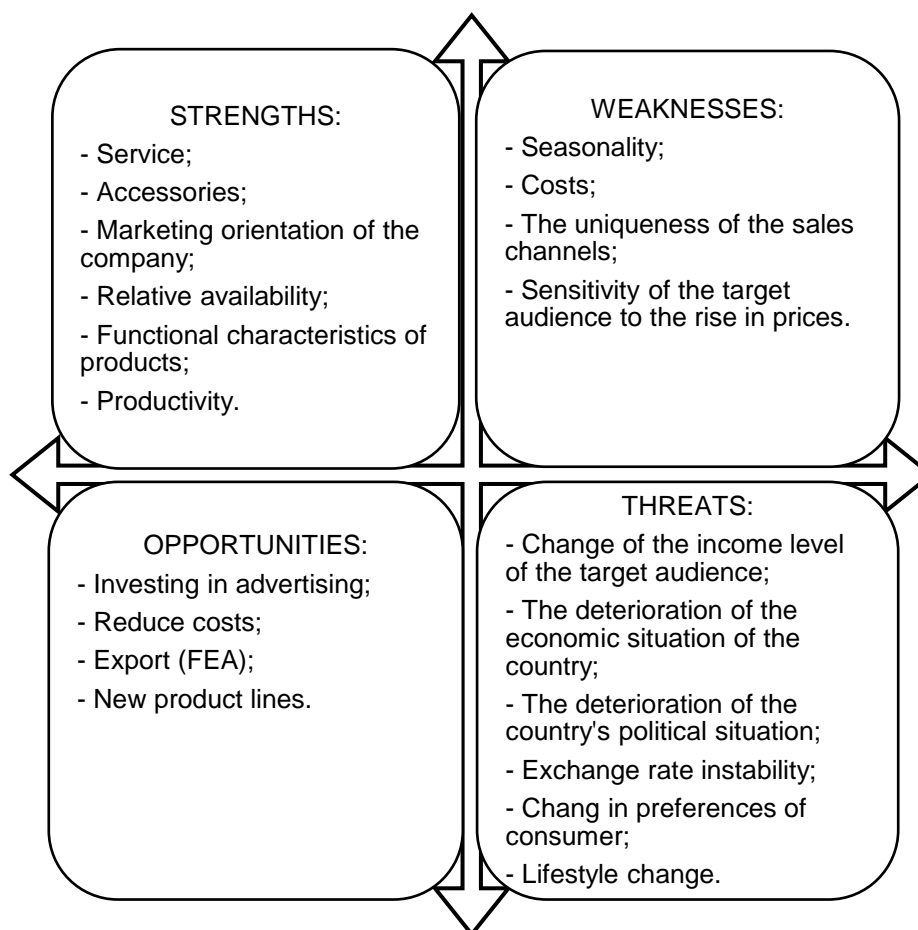 STRENGTHS:
- Service;
- Accessories;
- Marketing orientation of the
company;
- Relative availability;
- Functional characteristics of
products;
- Productivity.
WEAKNESSES:
- Seasonality;
- Costs;
- The uniqueness of the sales
channels;
- Sensitivity of the target
audience to the rise in prices.
OPPORTUNITIES:
- Investing in advertising;
- Reduce costs;
- Export (FEA);
- New product lines.
THREATS:
- Change of the income level
of the target audience;
- The deterioration of the
economic situation of the
country;
- The deterioration of the
country's political situation;
- Exchange rate instability;
- Chang in preferences of
consumer;
- Lifestyle change.